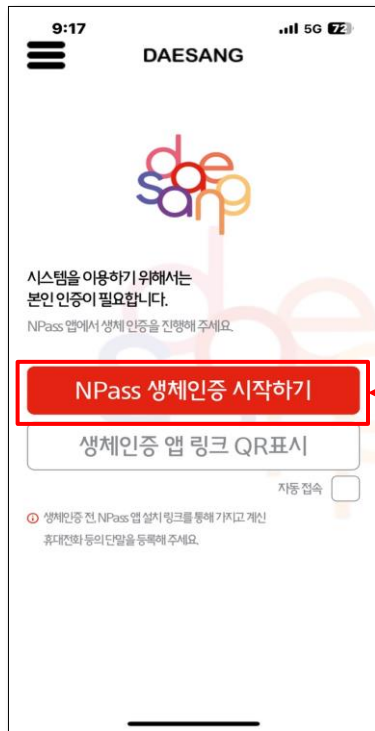 9:17
5G 72
DAESANG
dae
sang
시스템을 이용하기 위해서는
본인 인증이 필요합니다.
NPass 앱에서 생체 인증을 진행해 주세요.
NPass 생체인증 시작하기
생체인증 앱 링크 QR표시
자동 접속
생체인증 전, NPass 앱 설치 링크를 통해 가지고 계신
휴대전화 등의 단말을 등록해 주세요.